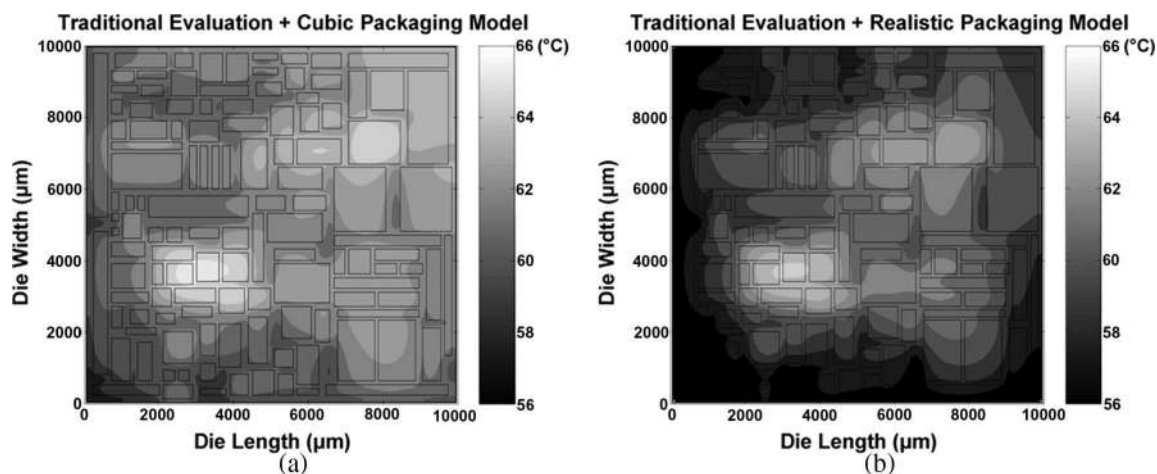 Traditional Evaluation + Cubic Packaging Model
10000
8000
6000
4000
2000
0
Die Width (µm)
0 2000 4000 6000 8000 10000
Die Length (µm)
66 (°C)
64
62
60
58
56
(a)
Traditional Evaluation + Realistic Packaging Model
10000
8000
6000
4000
2000
0
Die Width (µm)
0 2000 4000 6000 8000 10000
Die Length (µm)
66 (°C)
64
62
60
58
56
(b)